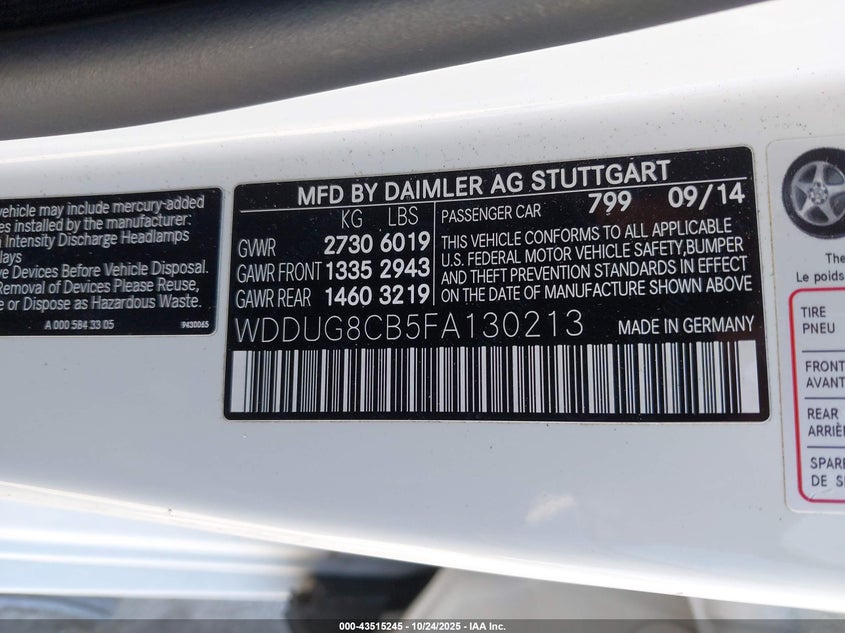 vehicle may include mercury-added
es installed by the manufacturer:
Intensity Discharge Headlamps
lays
ve Devices Before Vehicle Disposal.
Removal of Devices Please Reuse,
e or Dispose as Hazardous Waste.
A 000 584 33 05 9430065
MFD BY DAIMLER AG STUTTGART
KG LBS
GVWR 2730 6019
GAWR FRONT 1335 2943
GAWR REAR 1460 3219
PASSENGER CAR 799 09/14
THIS VEHICLE CONFORMS TO ALL APPLICABLE
U.S. FEDERAL MOTOR VEHICLE SAFETY, BUMPER
AND THEFT PREVENTION STANDARDS IN EFFECT
ON THE DATE OF MANUFACTURE SHOWN ABOVE
WDDUG8CB5FA130213 MADE IN GERMANY
The
Le poids
TIRE
PNEU
FRONT
AVANT
REAR
ARRIÈR
SPARE
DE S
000-43515245 - 10/24/2025 - IAA Inc.